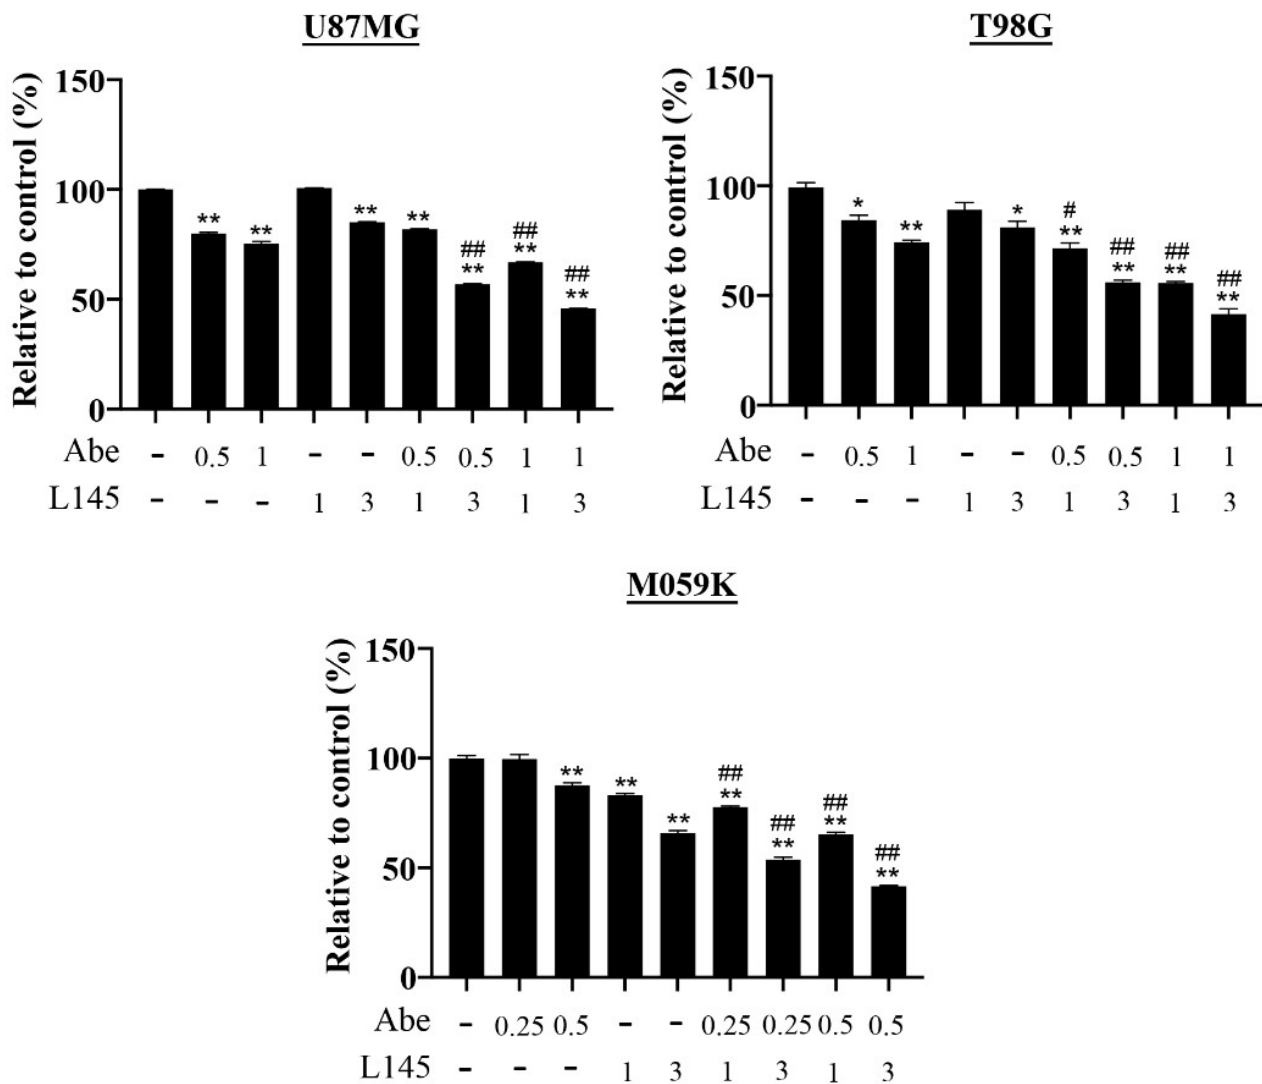 U87MG
Relative to control (%)
150
100
50
0
** ** ** ** ## ** ## ** ## **
Abe - 0.5 1 - - 0.5 0.5 1 1
L145 - - - 1 3 1 3 1 3
T98G
Relative to control (%)
150
100
50
0
* ** * # ** ## ** ## ** ## **
Abe - 0.5 1 - - 0.5 0.5 1 1
L145 - - - 1 3 1 3 1 3
M059K
Relative to control (%)
150
100
50
0
** ** ** ## ** ## ** ## ** ## **
Abe - 0.25 0.5 - - 0.25 0.25 0.5 0.5
L145 - - - 1 3 1 3 1 3